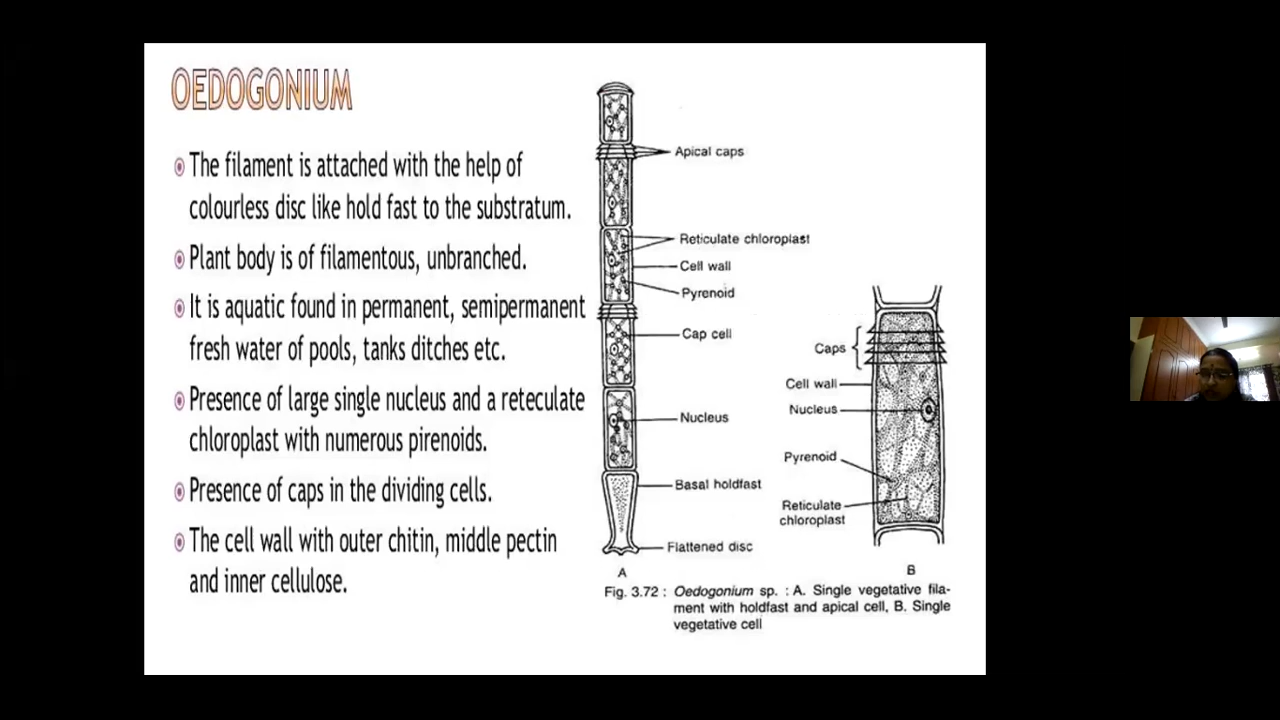 OEDOGONIUM
The filament is attached with the help of
colourless disc like hold fast to the substratum.
Plant body is of filamentous, unbranched.
It is aquatic found in permanent, semipermanent
fresh water of pools, tanks ditches etc.
Presence of large single nucleus and a reteculate
chloroplast with numerous pirenoids.
Presence of caps in the dividing cells.
The cell wall with outer chitin, middle pectin
and inner cellulose.
Apical caps
Reticulate chloroplast
Cell wall
Pyrenoid
Cap cell
Nucleus
Basal holdfast
Flattened disc
A
Caps
Cell wall
Nucleus
Pyrenoid
Reticulate
chloroplast
B
Fig. 3.72 : Oedogonium sp. : A. Single vegetative fila-
ment with holdfast and apical cell, B. Single
vegetative cell